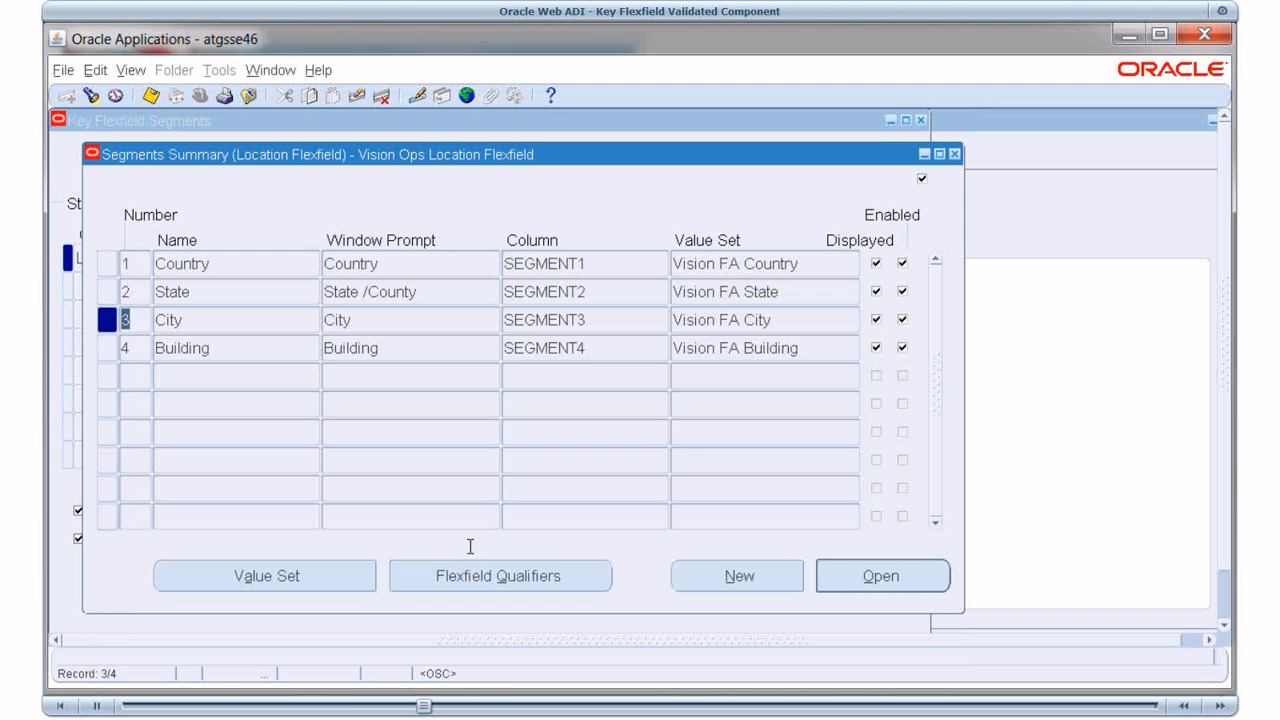 Oracle Web ADI - Key Flexfield Validated Component
Oracle Applications - atgsse46
File Edit View Folder Tools Window Help
ORACLE
Key Flexfield Segments
Segments Summary (Location Flexfield) - Vision Ops Location Flexfield
St
Number Enabled
Name Window Prompt Column Value Set Displayed
1 Country Country SEGMENT1 Vision FA Country
2 State State /County SEGMENT2 Vision FA State
3 City City SEGMENT3 Vision FA City
4 Building Building SEGMENT4 Vision FA Building
Value Set Flexfield Qualifiers New Open
Record: 3/4 ... <OSC>